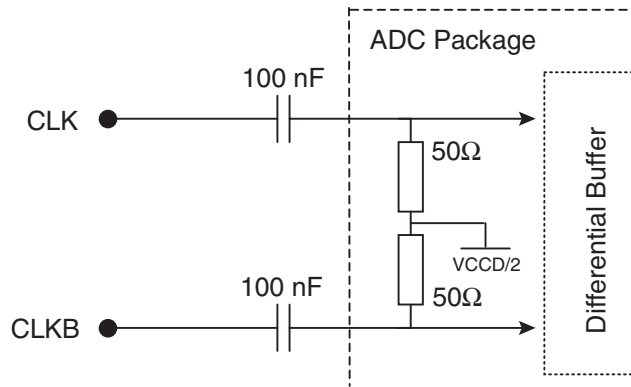 ADC Package
100 nF
CLK
50Ω
VCCD/2
50Ω
100 nF
CLKB
Differential Buffer